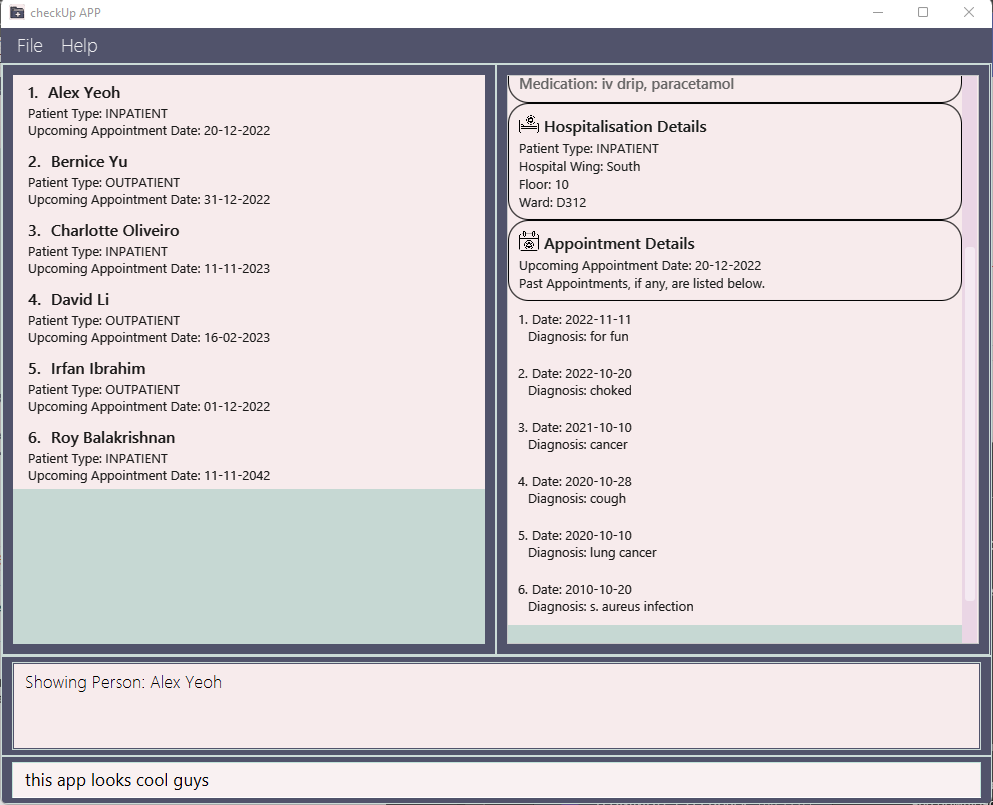 checkUp APP
File Help
1. Alex Yeoh
Patient Type: INPATIENT
Upcoming Appointment Date: 20-12-2022
2. Bernice Yu
Patient Type: OUTPATIENT
Upcoming Appointment Date: 31-12-2022
3. Charlotte Oliveiro
Patient Type: INPATIENT
Upcoming Appointment Date: 11-11-2023
4. David Li
Patient Type: OUTPATIENT
Upcoming Appointment Date: 16-02-2023
5. Irfan Ibrahim
Patient Type: OUTPATIENT
Upcoming Appointment Date: 01-12-2022
6. Roy Balakrishnan
Patient Type: INPATIENT
Upcoming Appointment Date: 11-11-2042
Medication: iv drip, paracetamol
Hospitalisation Details
Patient Type: INPATIENT
Hospital Wing: South
Floor: 10
Ward: D312
Appointment Details
Upcoming Appointment Date: 20-12-2022
Past Appointments, if any, are listed below.
1. Date: 2022-11-11
Diagnosis: for fun
2. Date: 2022-10-20
Diagnosis: choked
3. Date: 2021-10-10
Diagnosis: cancer
4. Date: 2020-10-28
Diagnosis: cough
5. Date: 2020-10-10
Diagnosis: lung cancer
6. Date: 2010-10-20
Diagnosis: s. aureus infection
Showing Person: Alex Yeoh
this app looks cool guys